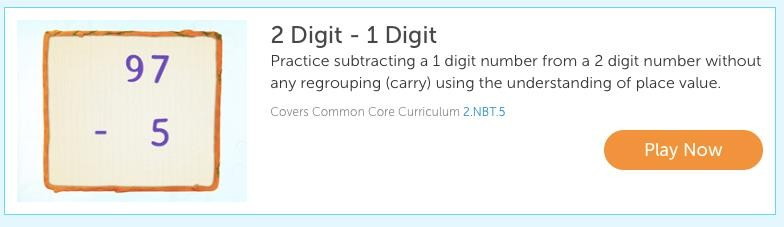 97
- 5
2 Digit - 1 Digit
Practice subtracting a 1 digit number from a 2 digit number without
any regrouping (carry) using the understanding of place value.
Covers Common Core Curriculum 2.NBT.5
Play Now